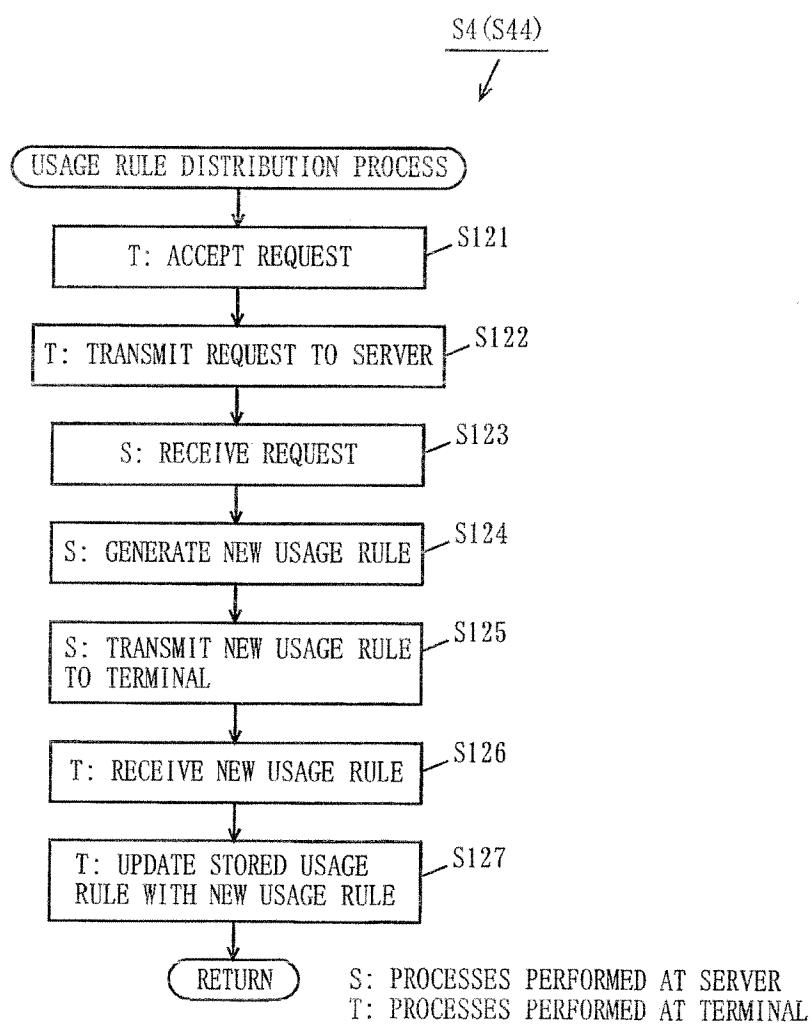 S4(S44)
USAGE RULE DISTRIBUTION PROCESS
T: ACCEPT REQUEST
S121
T: TRANSMIT REQUEST TO SERVER
S122
S: RECEIVE REQUEST
S123
S: GENERATE NEW USAGE RULE
S124
S: TRANSMIT NEW USAGE RULE
TO TERMINAL
S125
T: RECEIVE NEW USAGE RULE
S126
T: UPDATE STORED USAGE
RULE WITH NEW USAGE RULE
S127
RETURN
S: PROCESSES PERFORMED AT SERVER
T: PROCESSES PERFORMED AT TERMINAL